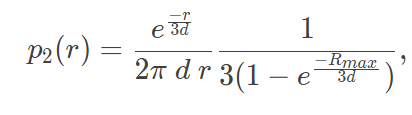 $p_2(r) = \frac{e^{\frac{-r}{3d}}}{2\pi \, d \, r} \frac{1}{3(1 - e^{\frac{-R_{max}}{3d}})},$